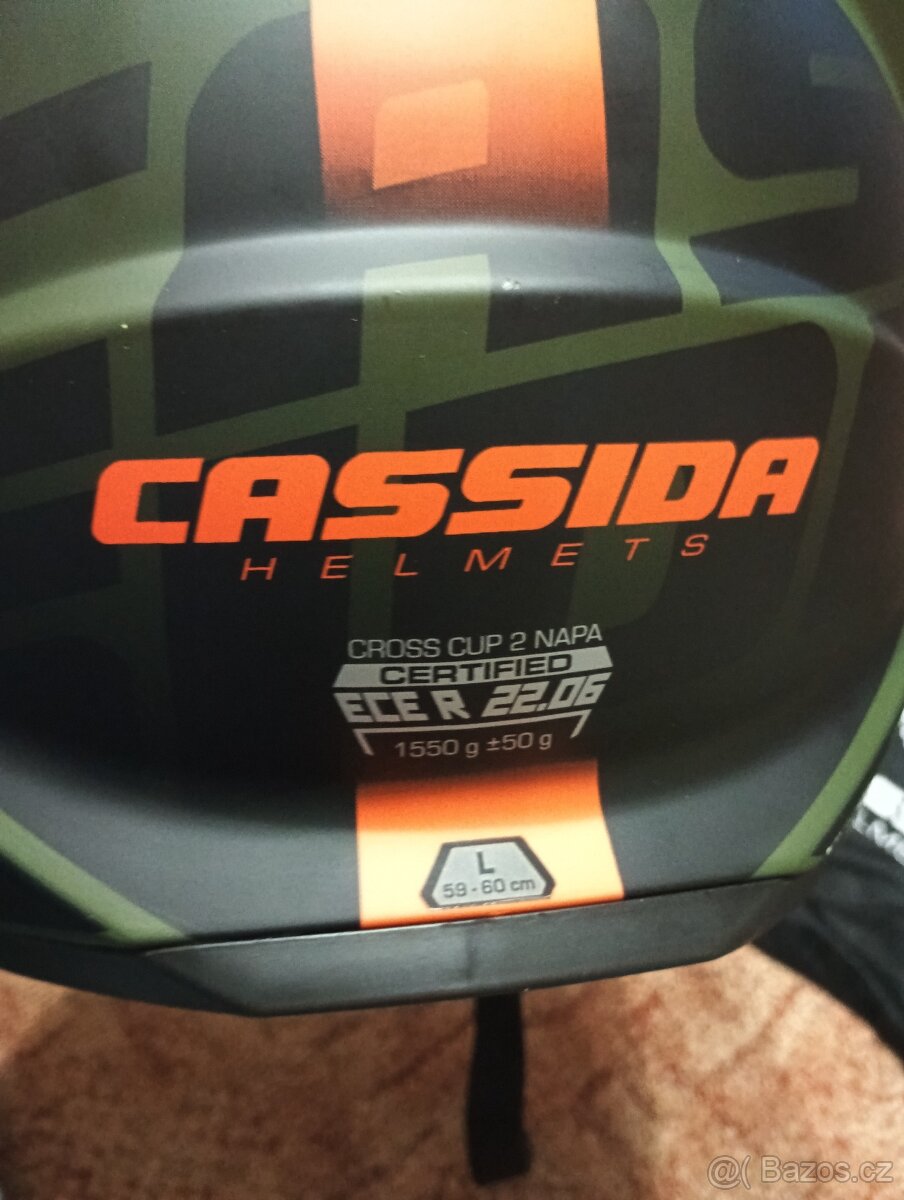 CASSIDA
HELMETS
CROSS CUP 2 NAPA
CERTIFIED
ECE R 22.06
1550 g ±50 g
L
59 - 60 cm
@( Bazos.cz